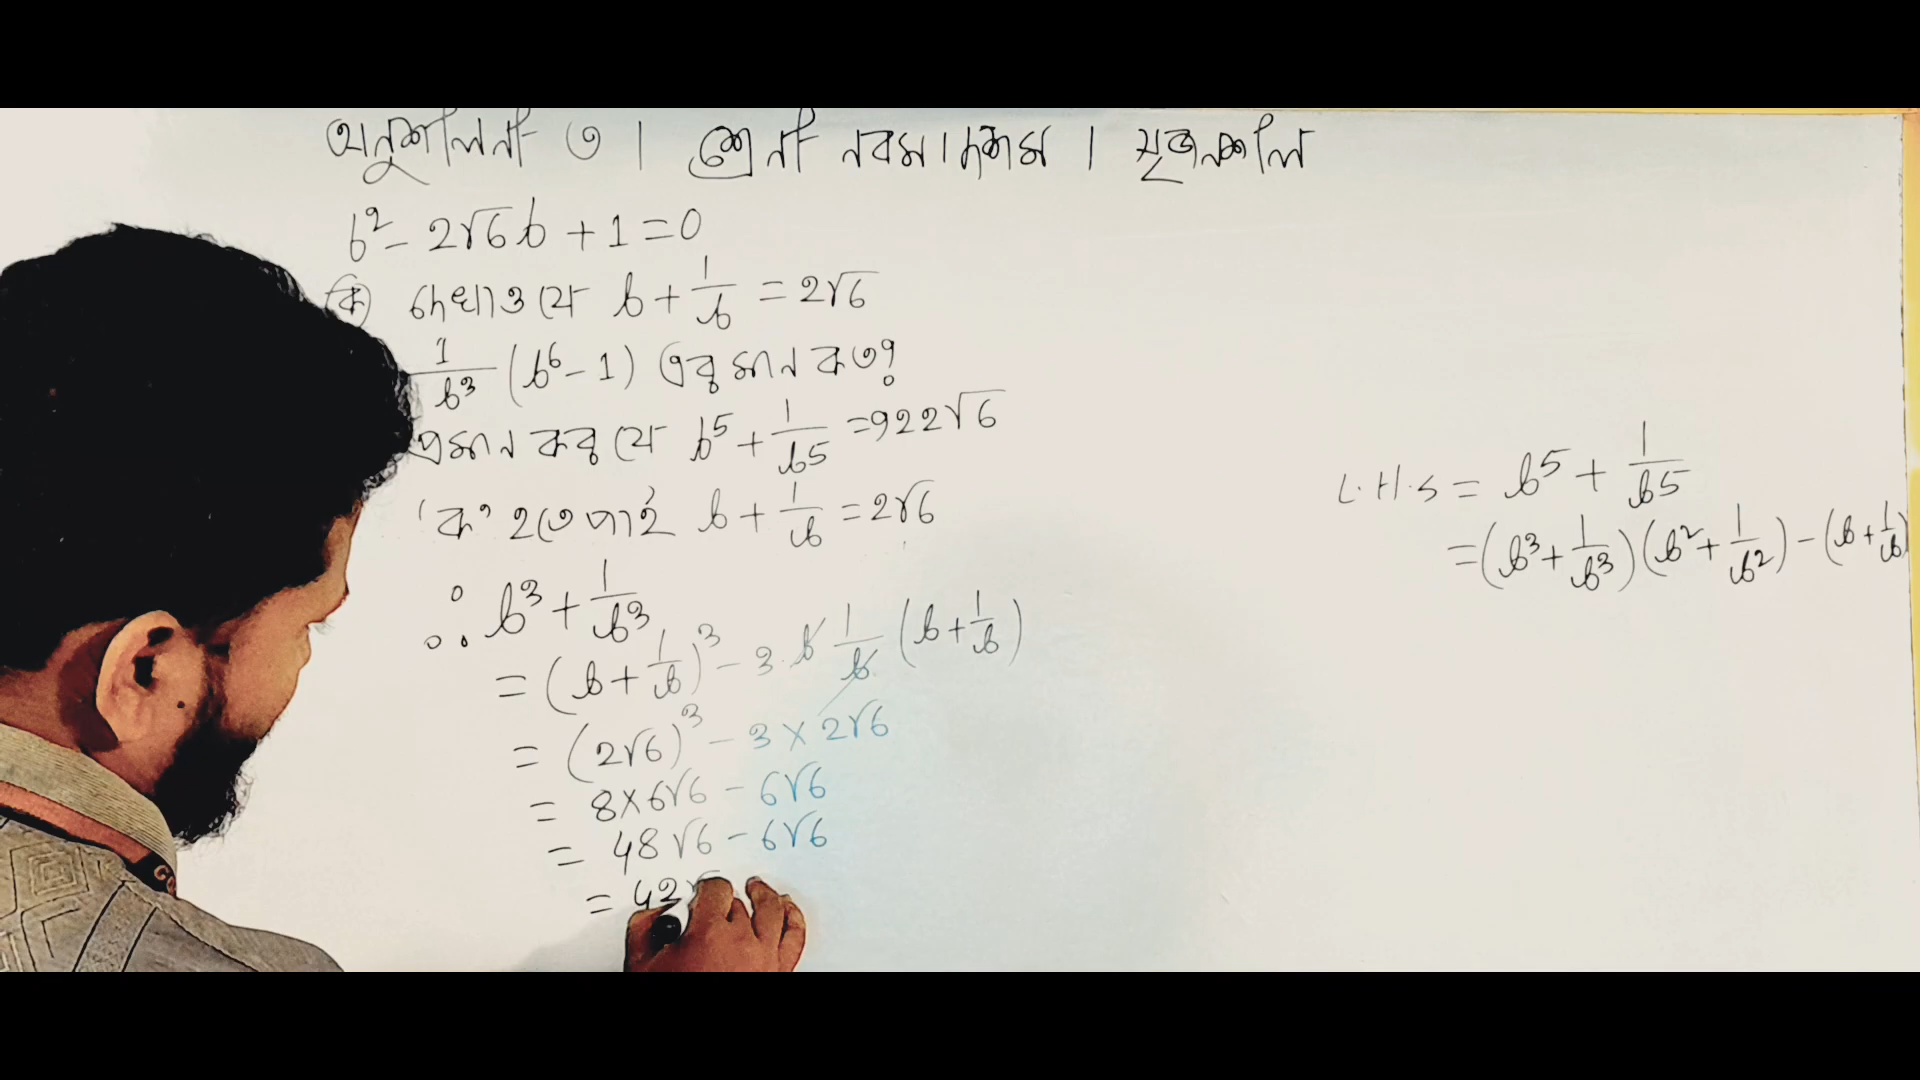 অনুশীলনী ৩ । শ্রেণী নবম।দশম । সৃজনশীল
b² - 2√6 b + 1 = 0
(ক) দেখাও যে b + 1/b = 2√6
1/b³ (b⁶ - 1) এর মান কত?
প্রমান কর যে b⁵ + 1/b⁵ = 922√6
'ক' হতে পাই b + 1/b = 2√6
∴ b³ + 1/b³
= (b + 1/b)³ - 3 . b 1/b (b + 1/b)
= (2√6)³ - 3 × 2√6
= 8×6√6 - 6√6
= 48√6 - 6√6
= 42√
L.H.S = b⁵ + 1/b⁵
= (b³ + 1/b³)(b² + 1/b²) - (b + 1/b)